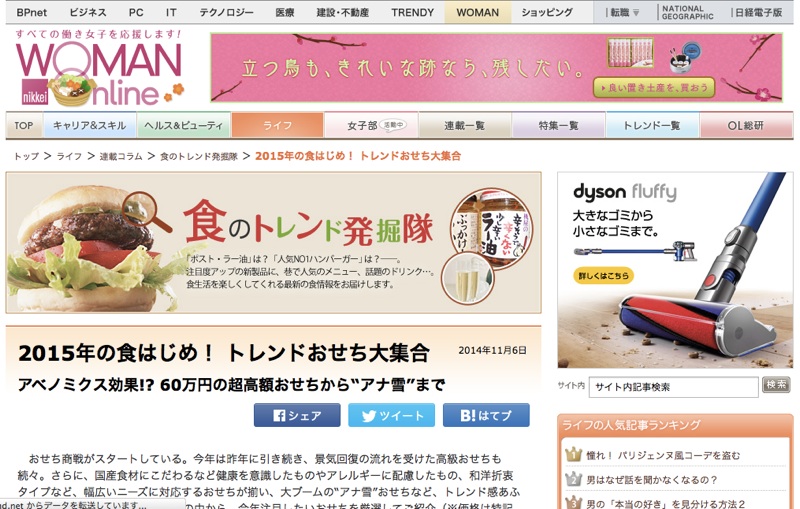 BPnet ビジネス PC IT テクノロジー 医療 建設・不動産 TRENDY WOMAN ショッピング 転職 NATIONAL GEOGRAPHIC 日経電子版
すべての働き女子を応援します!
WOMAN
nikkei Online
立つ鳥も、きれいな跡なら、残したい。
良い置き土産を、買おう
TOP キャリア&スキル ヘルス&ビューティ ライフ 女子部 活動中 連載一覧 特集一覧 トレンド一覧 OL総研
トップ > ライフ > 連載コラム > 食のトレンド発掘隊 > 2015年の食はじめ! トレンドおせち大集合
食のトレンド発掘隊
「ポスト・ラー油」は?「人気NO1ハンバーガー」は?――。
注目度アップの新製品に、巷で人気のメニュー、話題のドリンク…。
食生活を楽しくしてくれる最新の食情報をお届けします。
辛そうで
辛くない
少し辛い
ラー油
ぶっかけ
dyson fluffy
大きなゴミから
小さなゴミまで。
詳しくはこちら
2015年の食はじめ! トレンドおせち大集合
2014年11月6日
アベノミクス効果!? 60万円の超高額おせちから“アナ雪”まで
シェア ツイート B!はてブ
サイト内 サイト内記事検索 検索
おせち商戦がスタートしている。今年は昨年に引き続き、景気回復の流れを受けた高級おせちも
続々。さらに、国産食材にこだわるなど健康を意識したものやアレルギーに配慮したもの、和洋折衷
タイプなど、幅広いニーズに対応するおせちが揃い、大ブームの“アナ雪”おせちなど、トレンド感あふ
の中から、今年注目したいおせちを厳選してご紹介(※価格は特記
nd.net からデータを転送しています...
ライフの人気記事ランキング
1 憧れ! パリジェンヌ風コーデを盗む
2 男はなぜ話を聞かなくなるの?
3 男の「本当の好き」を見分ける方法2